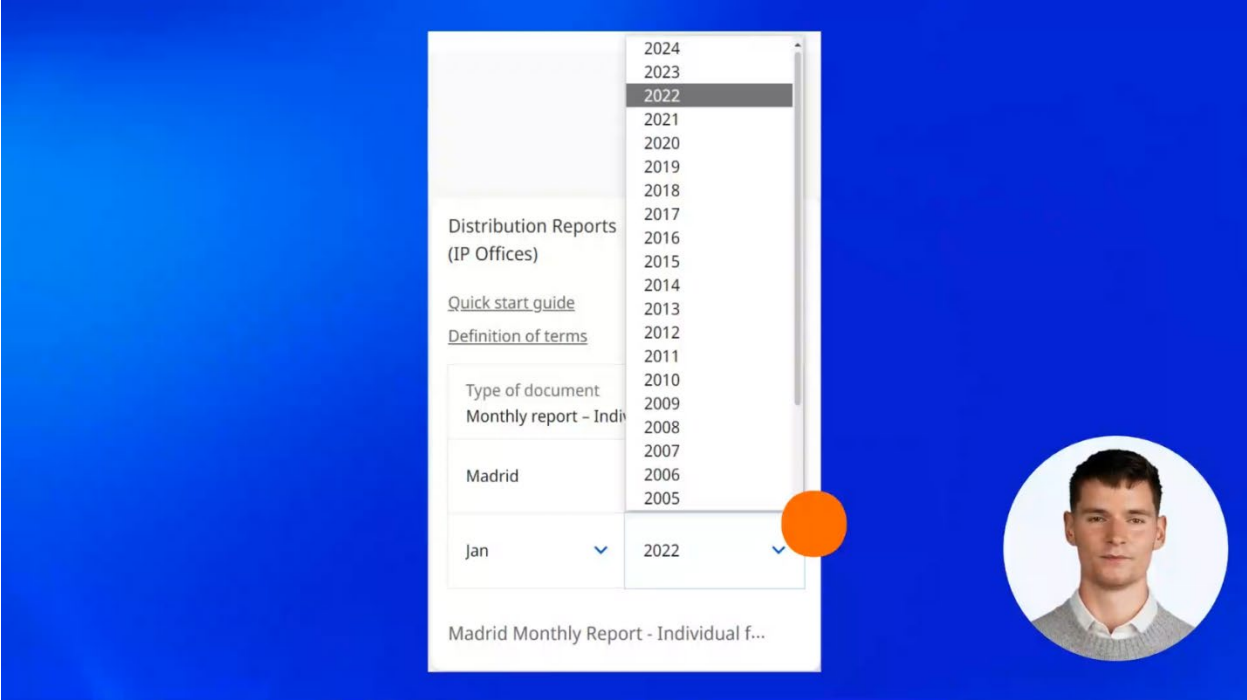 2024
2023
2022
2021
2020
2019
2018
2017
2016
2015
2014
2013
2012
2011
2010
2009
2008
2007
2006
2005
Distribution Reports
(IP Offices)
Quick start guide
Definition of terms
Type of document
Monthly report – Indiv
Madrid
Jan
2022
Madrid Monthly Report - Individual f...